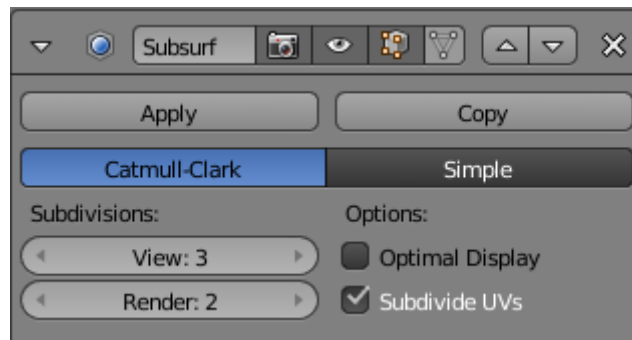 Subsurf
Apply Copy
Catmull-Clark Simple
Subdivisions: Options:
View: 3 Optimal Display
Render: 2 Subdivide UVs